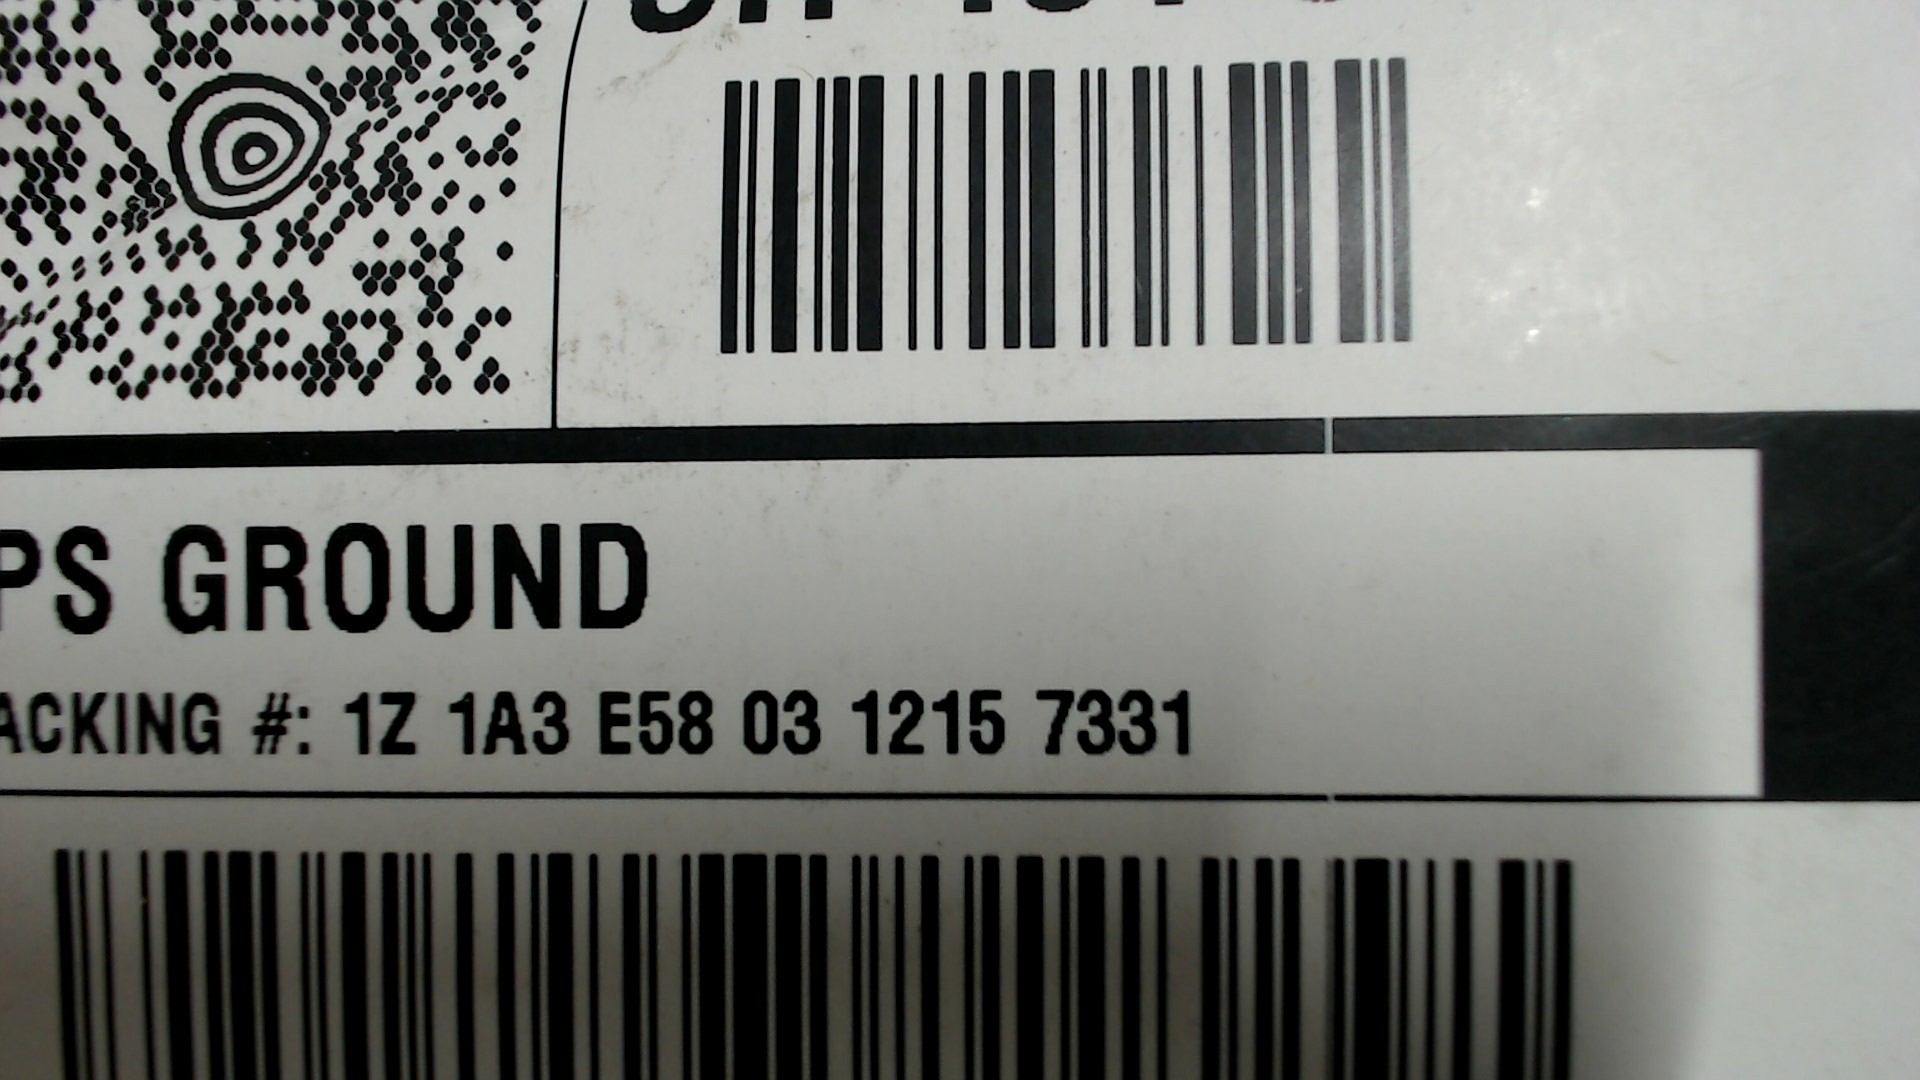 PS GROUND
ACKING #: 1Z 1A3 E58 03 1215 7331